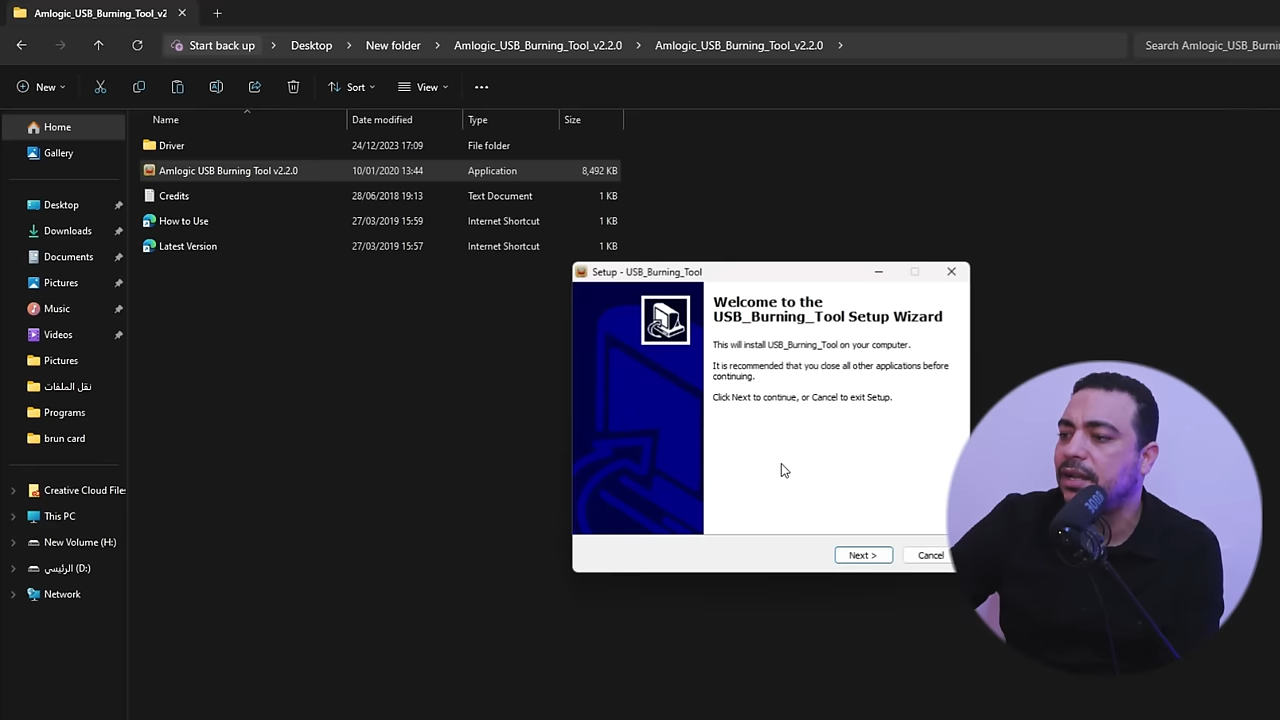 Amlogic_USB_Burning_Tool_v2
Start back up
Desktop
New folder
Amlogic_USB_Burning_Tool_v2.2.0
Amlogic_USB_Burning_Tool_v2.2.0
Search Amlogic_USB_Burni
New
Sort
View
Name
Date modified
Type
Size
Driver
24/12/2023 17:09
File folder
Amlogic USB Burning Tool v2.2.0
10/01/2020 13:44
Application
8,492 KB
Credits
28/06/2018 19:13
Text Document
1 KB
How to Use
27/03/2019 15:59
Internet Shortcut
1 KB
Latest Version
27/03/2019 15:57
Internet Shortcut
1 KB
Home
Gallery
Desktop
Downloads
Documents
Pictures
Music
Videos
Pictures
نقل الملفات
Programs
brun card
Creative Cloud Files
This PC
New Volume (H:)
الرئيسي (D:)
Network
Setup - USB_Burning_Tool
Welcome to the
USB_Burning_Tool Setup Wizard
This will install USB_Burning_Tool on your computer.
It is recommended that you close all other applications before
continuing.
Click Next to continue, or Cancel to exit Setup.
Next >
Cancel